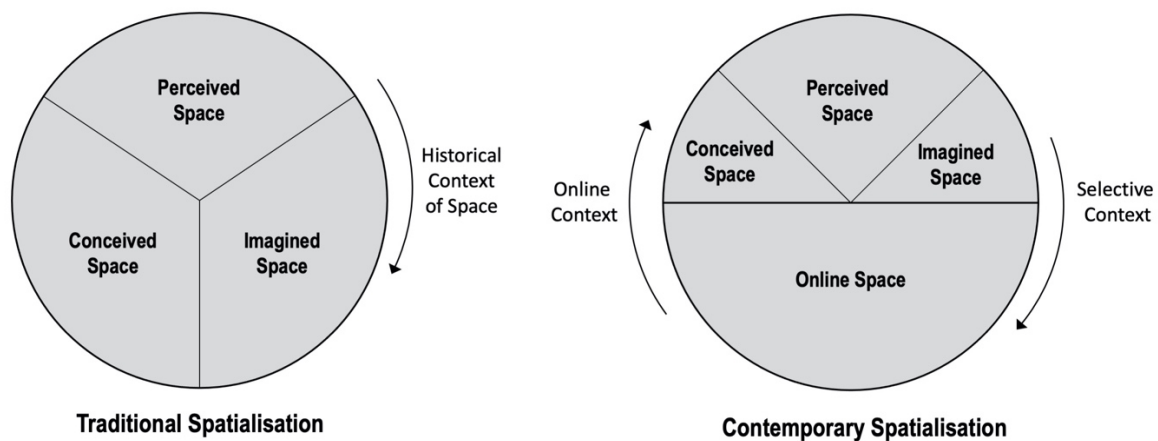 Perceived
Space
Historical
Context
of Space
Conceived
Space
Imagined
Space
Traditional Spatialisation
Perceived
Space
Conceived
Space
Imagined
Space
Online
Context
Selective
Context
Online Space
Contemporary Spatialisation